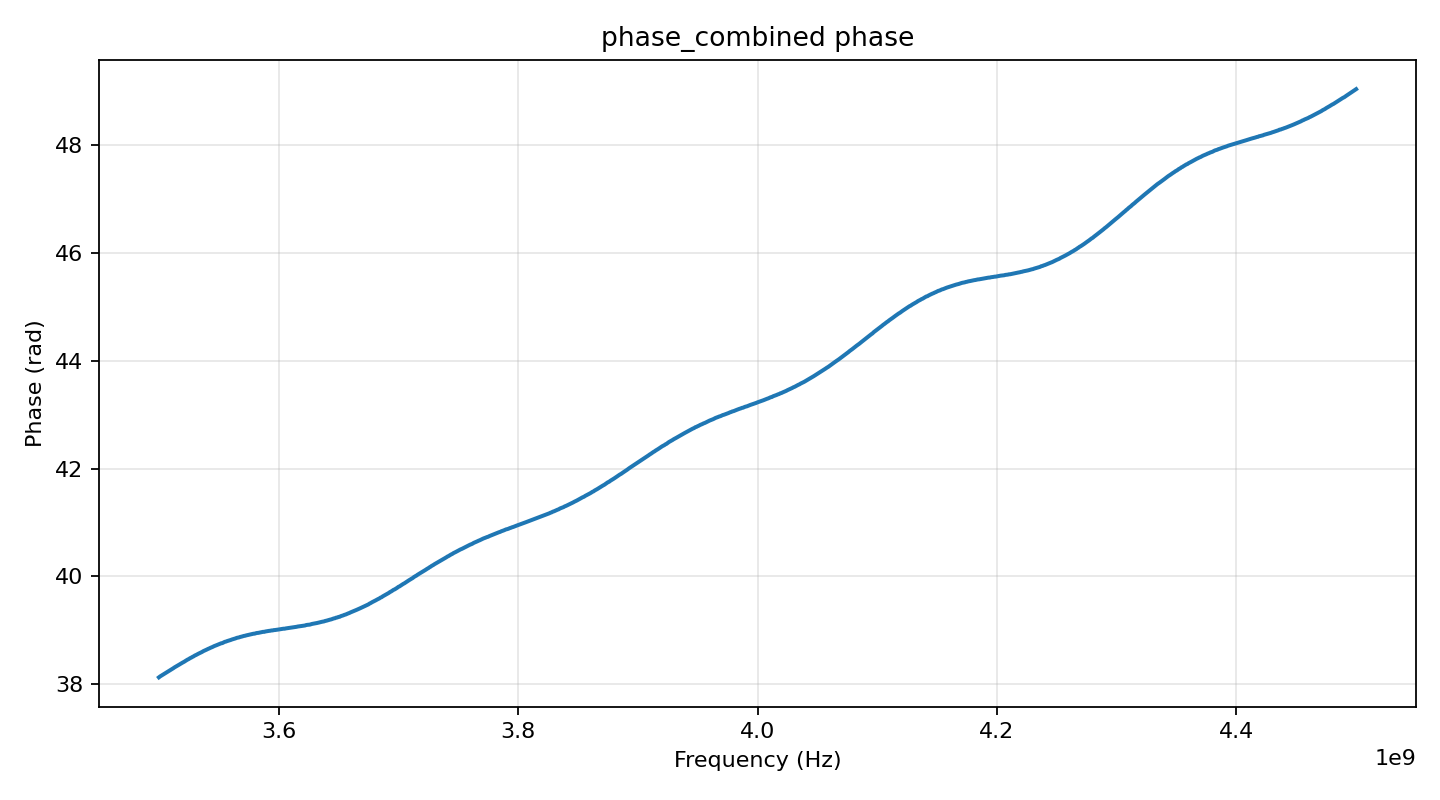 phase_combined phase
48
46
44
42
40
38
Phase (rad)
3.6 3.8 4.0 4.2 4.4
Frequency (Hz)
1e9